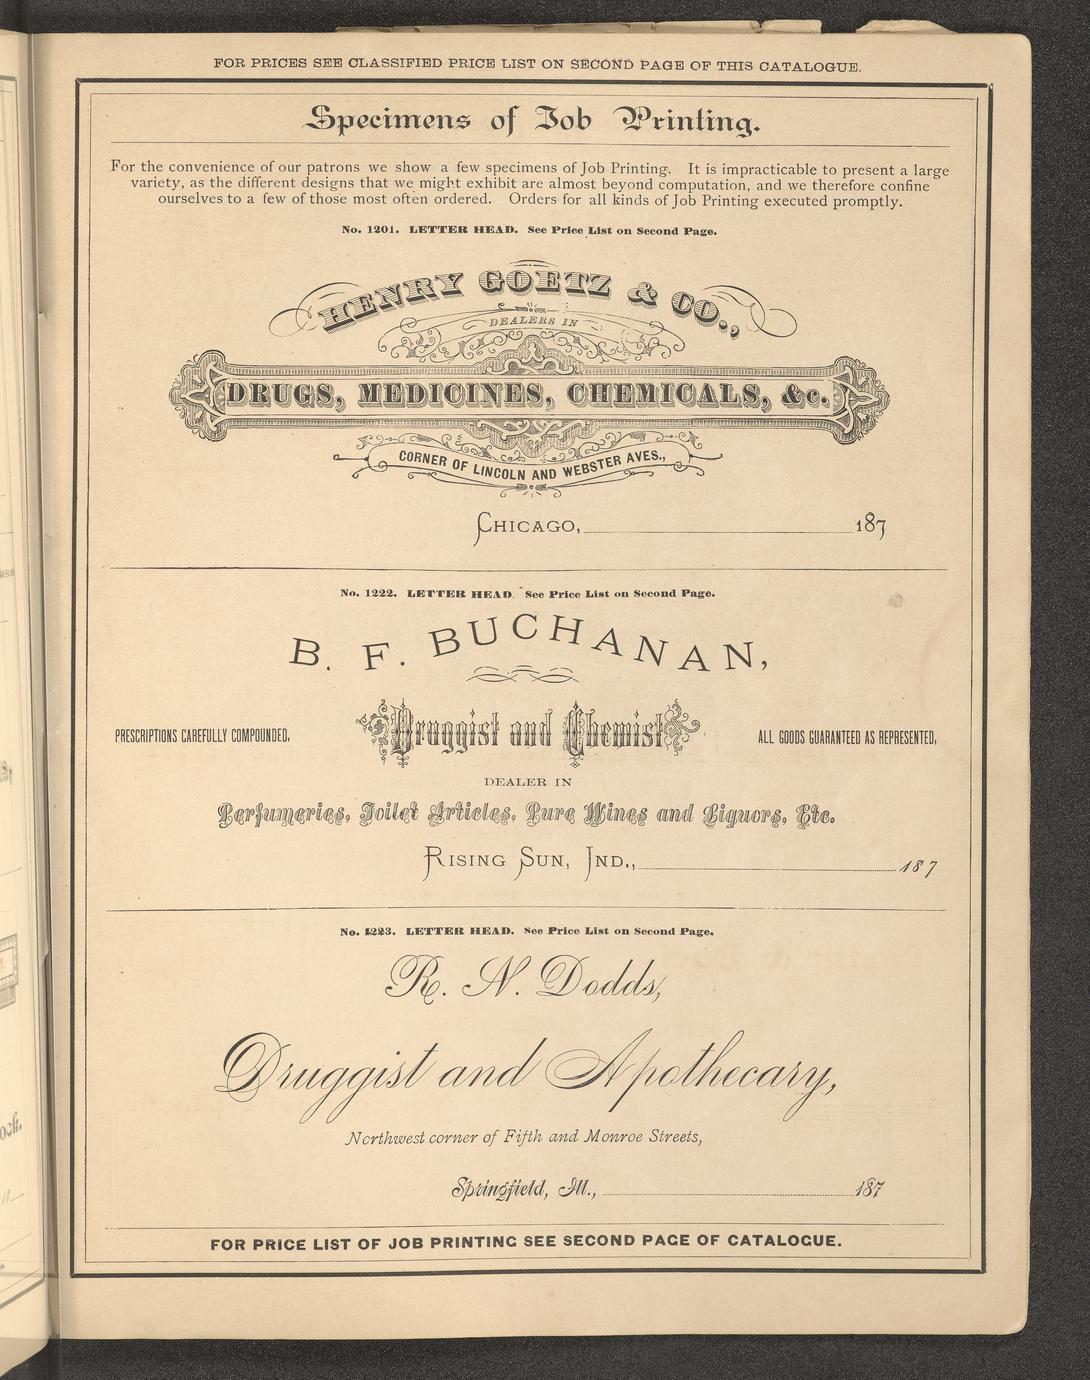 FOR PRICES SEE CLASSIFIED PRICE LIST ON SECOND PAGE OF THIS CATALOGUE.
Specimens of Job Printing.
For the convenience of our patrons we show a few specimens of Job Printing. It is impracticable to present a large
variety, as the different designs that we might exhibit are almost beyond computation, and we therefore confine
ourselves to a few of those most often ordered. Orders for all kinds of Job Printing executed promptly.
No. 1201. LETTER HEAD. See Price List on Second Page.
HENRY GOETZ & CO.,
DEALERS IN
DRUGS, MEDICINES, CHEMICALS, &c.
CORNER OF LINCOLN AND WEBSTER AVES.,
CHICAGO, 187
No. 1222. LETTER HEAD. See Price List on Second Page.
B. F. BUCHANAN,
PRESCRIPTIONS CAREFULLY COMPOUNDED, Druggist and Chemist ALL GOODS GUARANTEED AS REPRESENTED,
DEALER IN
Perfumeries, Toilet Articles, Pure Wines and Liquors, Etc.
RISING SUN, IND., 187
No. 1223. LETTER HEAD. See Price List on Second Page.
R. N. Dodds,
Druggist and Apothecary,
Northwest corner of Fifth and Monroe Streets,
Springfield, Ill., 187
FOR PRICE LIST OF JOB PRINTING SEE SECOND PAGE OF CATALOGUE.